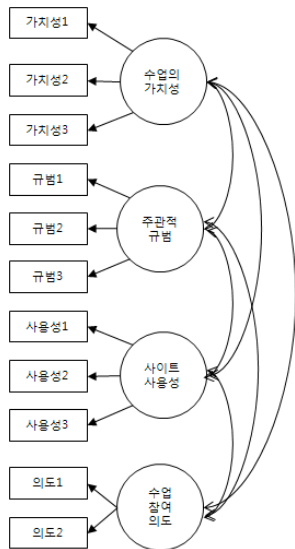 가치성1
가치성2
가치성3
수업의
가치성
규범1
규범2
규범3
주관적
규범
사용성1
사용성2
사용성3
사이트
사용성
의도1
의도2
수업
참여
의도